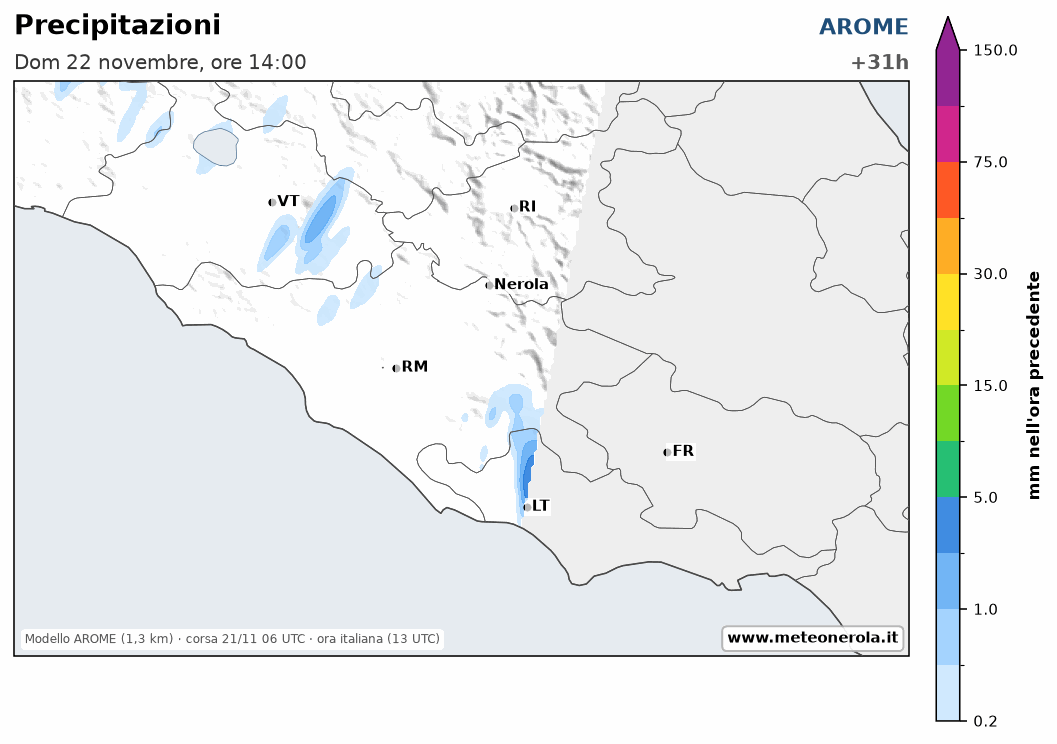 Precipitazioni
AROME
Dom 22 novembre, ore 14:00
+31h
150.0
75.0
30.0
15.0
5.0
1.0
0.2
mm nell'ora precedente
VT
RI
Nerola
RM
FR
LT
Modello AROME (1,3 km) · corsa 21/11 06 UTC · ora italiana (13 UTC)
www.meteonerola.it